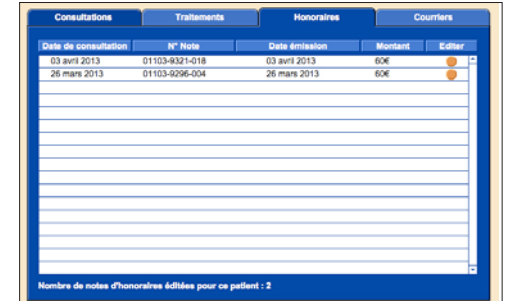 Consultations Traitements Honoraires Courriers
Date de consultation N° Note Date émission Montant Editer
03 avril 2013 01103-9321-018 03 avril 2013 60€
26 mars 2013 01103-9296-004 26 mars 2013 60€
Nombre de notes d'honoraires éditées pour ce patient : 2